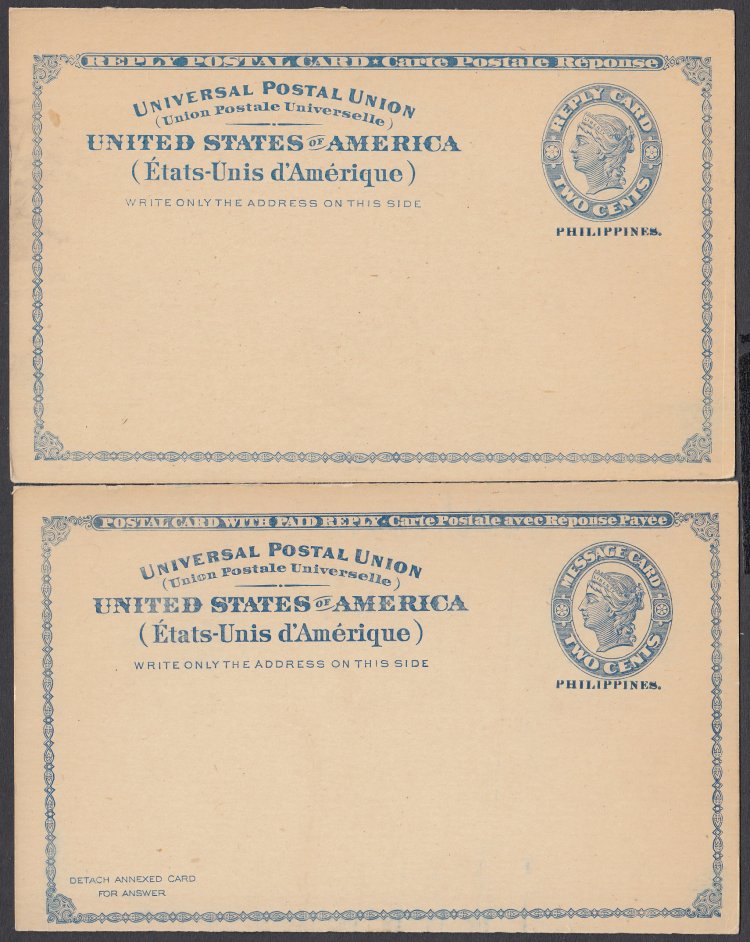 REPLY POSTAL CARD ★ Carte Postale Réponse
UNIVERSAL POSTAL UNION
(Union Postale Universelle)
UNITED STATES OF AMERICA
(États-Unis d'Amérique)
WRITE ONLY THE ADDRESS ON THIS SIDE
REPLY CARD
TWO CENTS
PHILIPPINES.
POSTAL CARD WITH PAID REPLY - Carte Postale avec Réponse Payée
UNIVERSAL POSTAL UNION
(Union Postale Universelle)
UNITED STATES OF AMERICA
(États-Unis d'Amérique)
WRITE ONLY THE ADDRESS ON THIS SIDE
MESSAGE CARD
TWO CENTS
PHILIPPINES.
DETACH ANNEXED CARD
FOR ANSWER